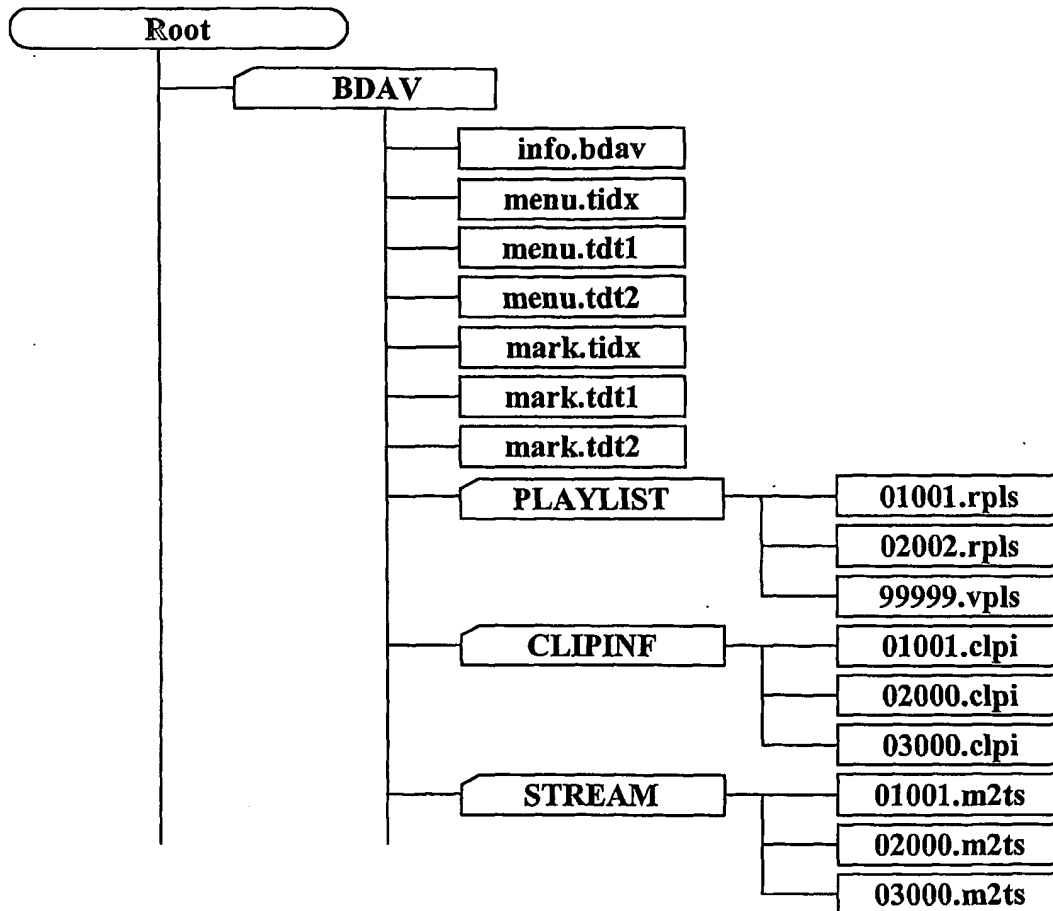 Root
BDAV
info.bdav
menu.tidx
menu.tdt1
menu.tdt2
mark.tidx
mark.tdt1
mark.tdt2
PLAYLIST
01001.rpls
02002.rpls
99999.vpls
CLIPINF
01001.clpi
02000.clpi
03000.clpi
STREAM
01001.m2ts
02000.m2ts
03000.m2ts